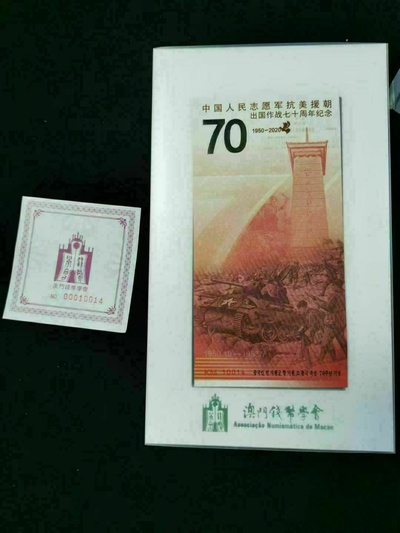 中国人民志愿军抗美援朝
出国作战七十周年纪念
70
1950-2020
澳門錢幣學會
NO 00010014
澳門錢幣學會
Associação Numismática de Macau